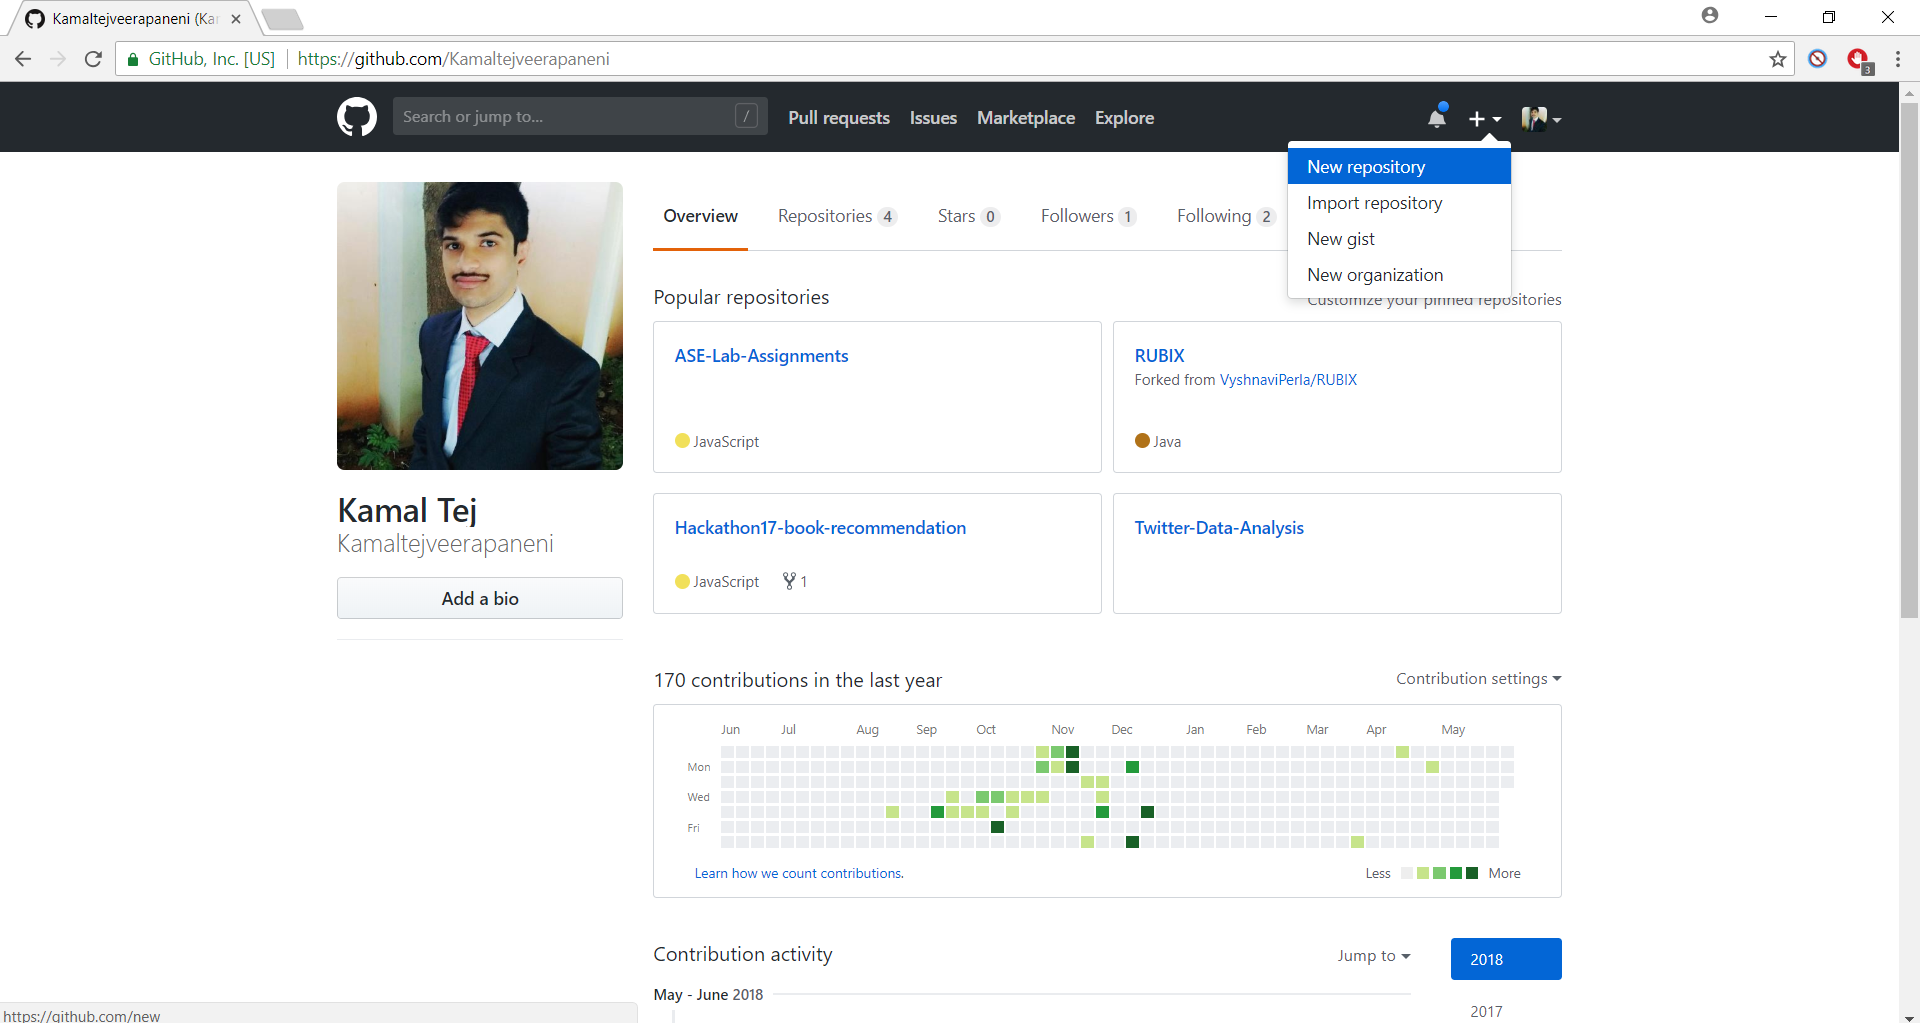 Kamaltejveerapaneni (Kar
GitHub, Inc. [US] https://github.com/Kamaltejveerapaneni
3
Search or jump to... /
Pull requests Issues Marketplace Explore
New repository
Import repository
New gist
New organization
Overview Repositories 4 Stars 0 Followers 1 Following 2
Popular repositories
Customize your pinned repositories
ASE-Lab-Assignments
JavaScript
RUBIX
Forked from VyshnaviPerla/RUBIX
Java
Hackathon17-book-recommendation
JavaScript 1
Twitter-Data-Analysis
Kamal Tej
Kamaltejveerapaneni
Add a bio
170 contributions in the last year
Contribution settings
Jun Jul Aug Sep Oct Nov Dec Jan Feb Mar Apr May
Mon
Wed
Fri
Learn how we count contributions.
Less More
Contribution activity
Jump to
2018
2017
May - June 2018
https://github.com/new